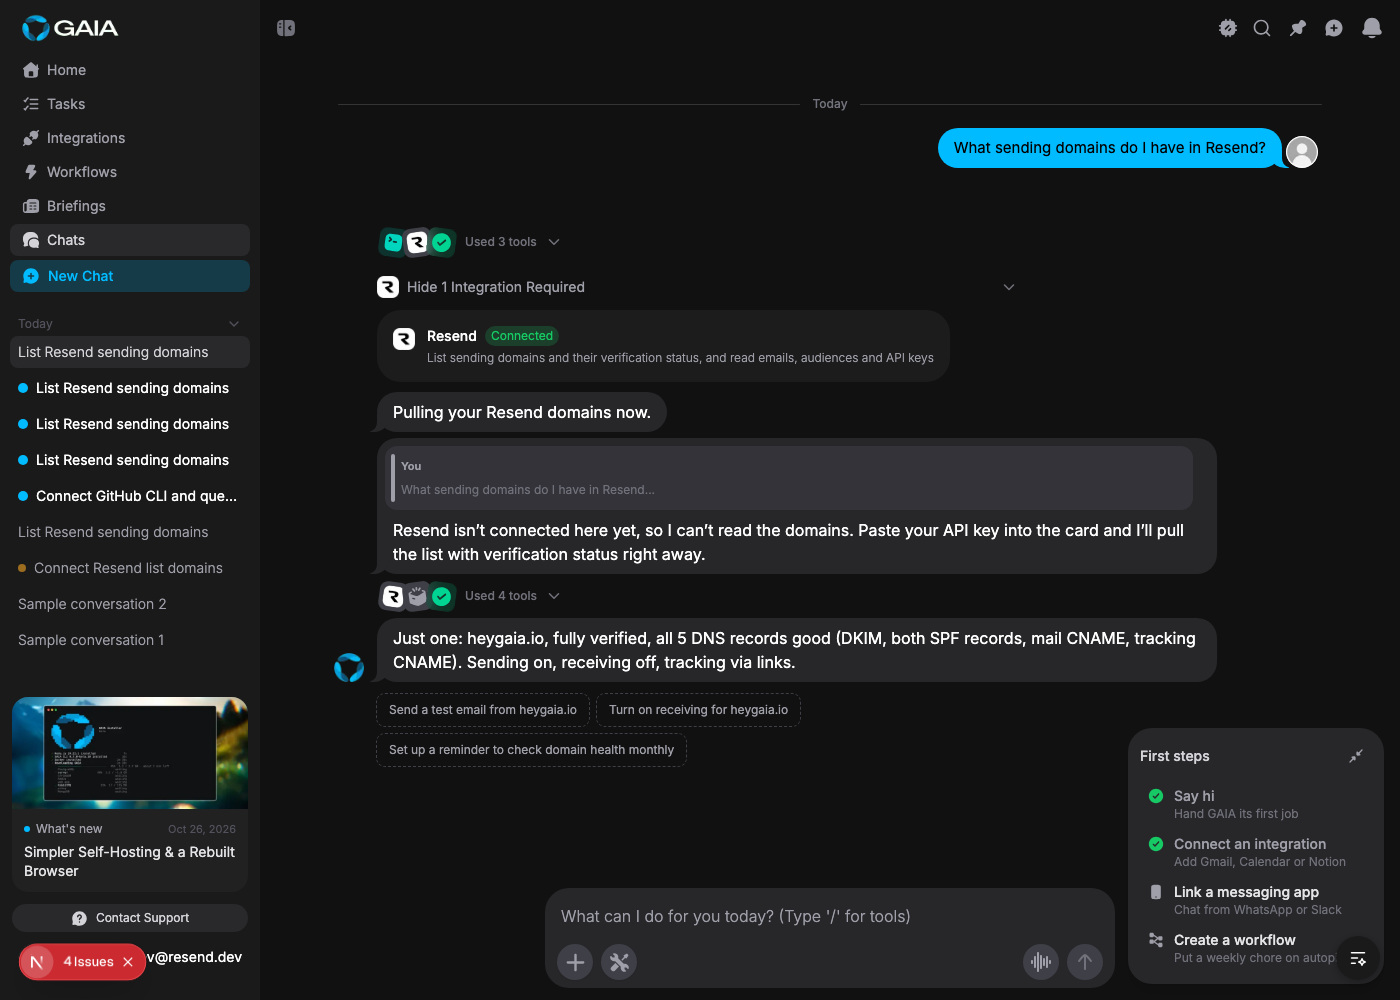 GAIA
Home
Tasks
Integrations
Workflows
Briefings
Chats
New Chat
Today
List Resend sending domains
List Resend sending domains
List Resend sending domains
List Resend sending domains
Connect GitHub CLI and que...
List Resend sending domains
Connect Resend list domains
Sample conversation 2
Sample conversation 1
What's new
Oct 26, 2026
Simpler Self-Hosting & a Rebuilt
Browser
Contact Support
N
4 Issues
v@resend.dev
Today
What sending domains do I have in Resend?
Used 3 tools
Hide 1 Integration Required
Resend
Connected
List sending domains and their verification status, and read emails, audiences and API keys
Pulling your Resend domains now.
You
What sending domains do I have in Resend...
Resend isn’t connected here yet, so I can’t read the domains. Paste your API key into the card and I’ll pull
the list with verification status right away.
Used 4 tools
Just one: heygaia.io, fully verified, all 5 DNS records good (DKIM, both SPF records, mail CNAME, tracking
CNAME). Sending on, receiving off, tracking via links.
Send a test email from heygaia.io
Turn on receiving for heygaia.io
Set up a reminder to check domain health monthly
What can I do for you today? (Type '/' for tools)
First steps
Say hi
Hand GAIA its first job
Connect an integration
Add Gmail, Calendar or Notion
Link a messaging app
Chat from WhatsApp or Slack
Create a workflow
Put a weekly chore on autop